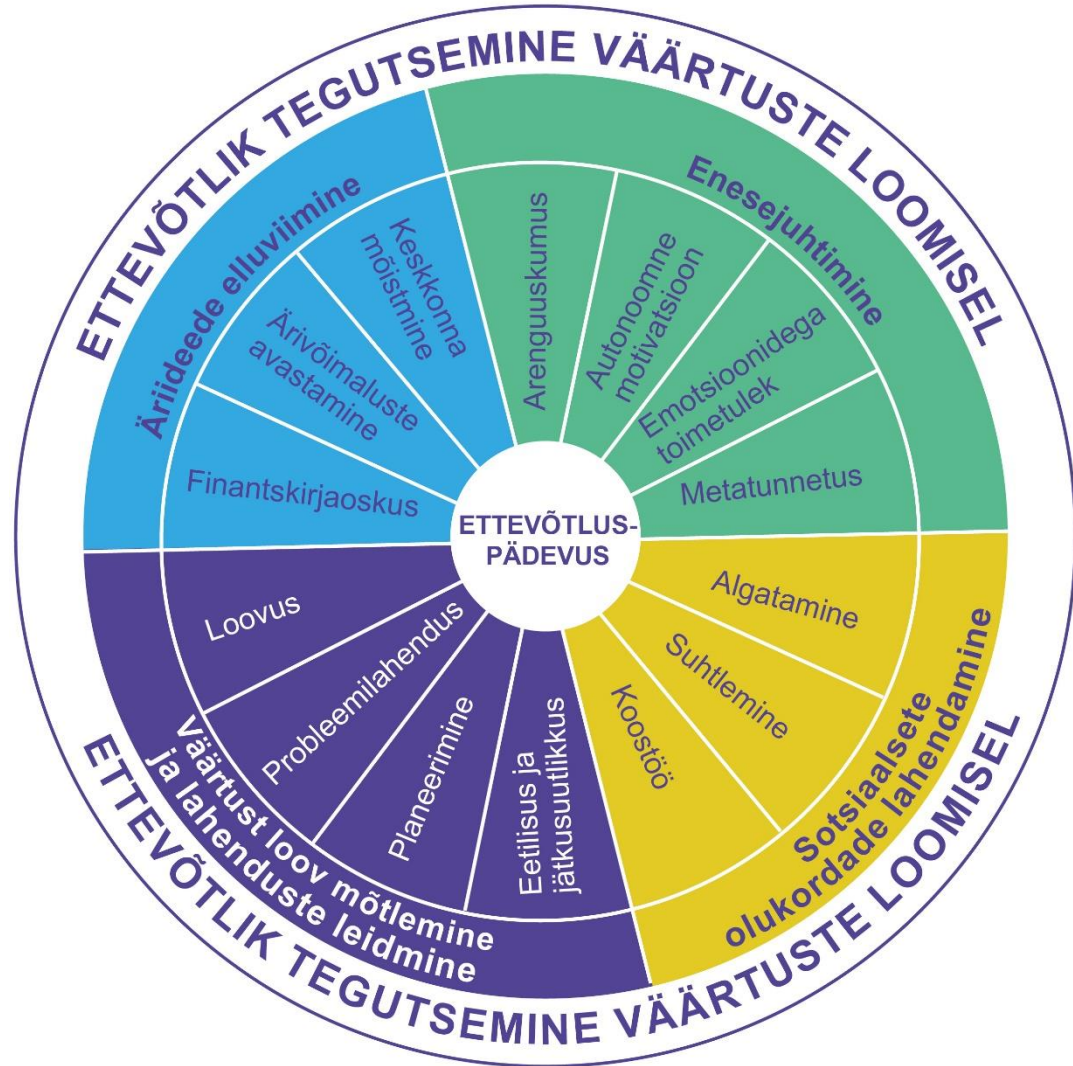 ETTEVÕTLIK TEGUTSEMINE VÄÄRTUSTE LOOMISEL
Enesejuhtimine
Arenguuskumus
Autonoomne
motivatsioon
Emotsioonidega
toimetulek
Metatunnetus
Sotsiaalsete
olukordade lahendamine
Algatamine
Suhtlemine
Koostöö
Väärtust loov mõtlemine
ja lahenduste leidmine
Eetilisus ja
jätkusuutlikkus
Planeerimine
Probleemilahendus
Loovus
Äriideede elluviimine
Finantskirjaoskus
Ärivõimaluste
avastamine
Keskkonna
mõistmine
ETTEVÕTLUS-
PÄDEVUS
ETTEVÕTLIK TEGUTSEMINE VÄÄRTUSTE LOOMISEL